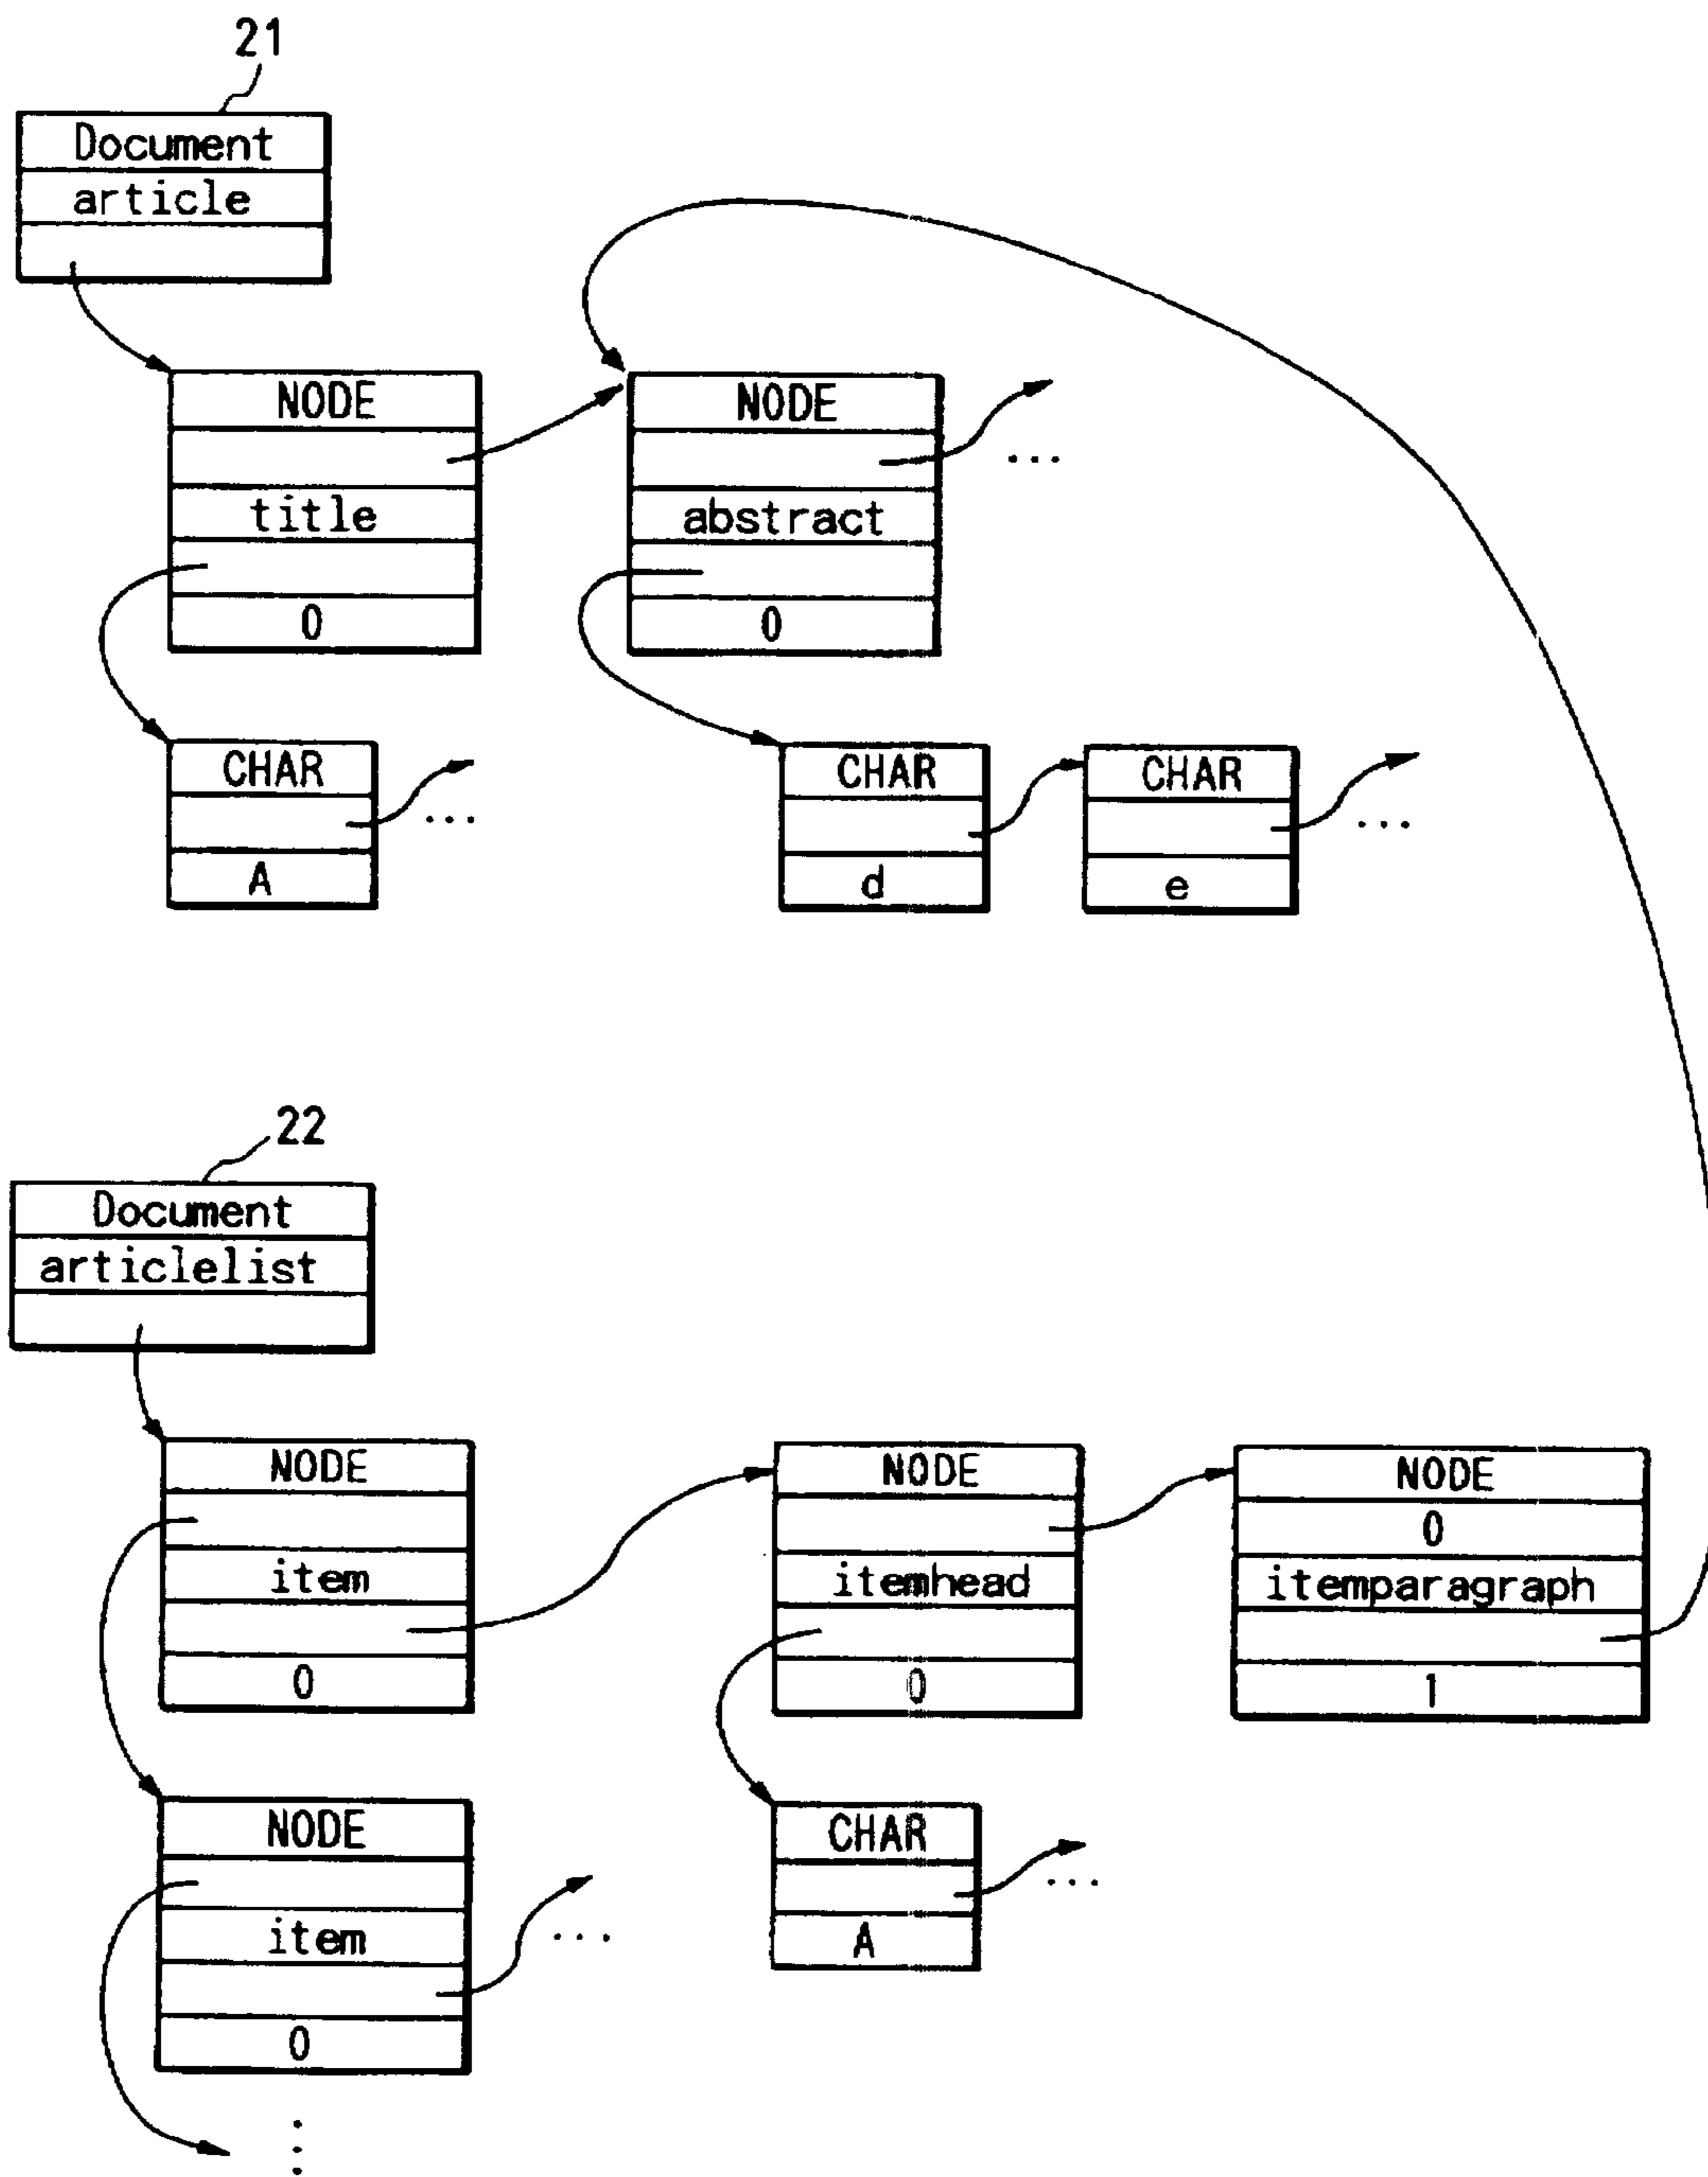 21
Document
article
NODE
title
0
NODE
abstract
0
...
CHAR
A
...
CHAR
d
CHAR
e
...
22
Document
articlelist
NODE
item
0
NODE
itemhead
0
NODE
0
itemparagraph
1
NODE
item
0
...
CHAR
A
...